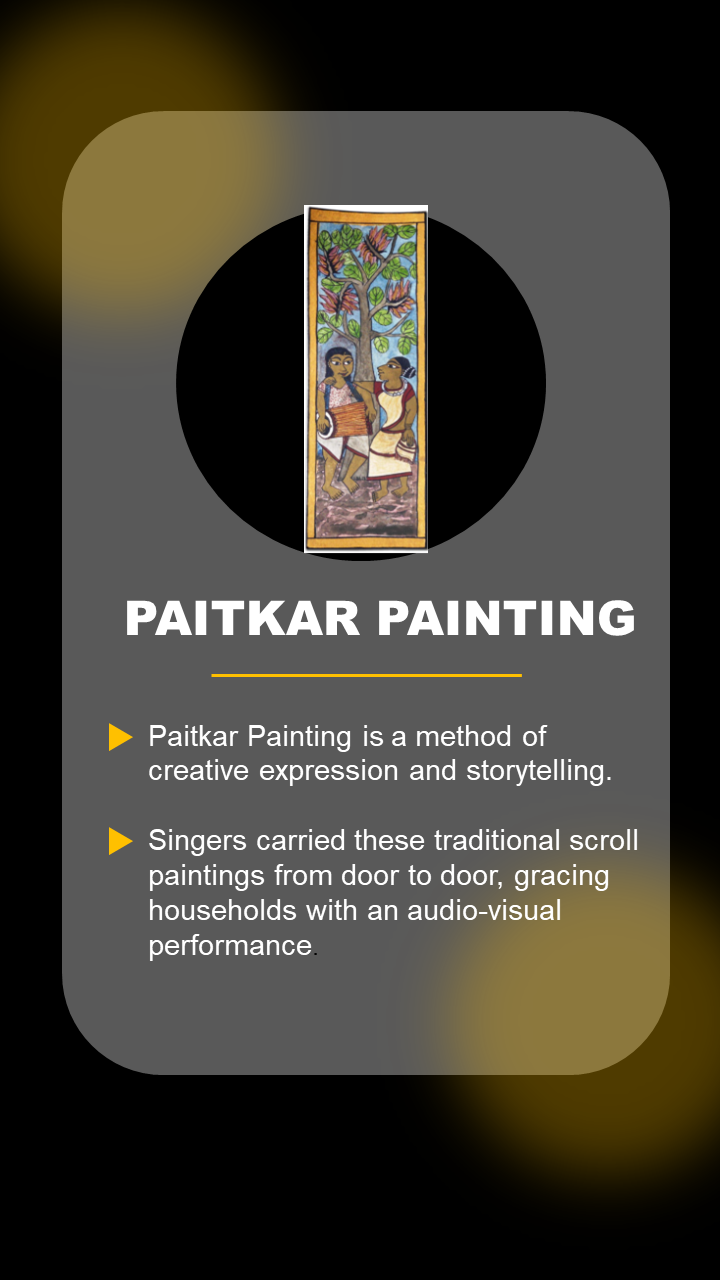 PAITKAR PAINTING
Paitkar Painting is a method of
creative expression and storytelling.
Singers carried these traditional scroll
paintings from door to door, gracing
households with an audio-visual
performance.